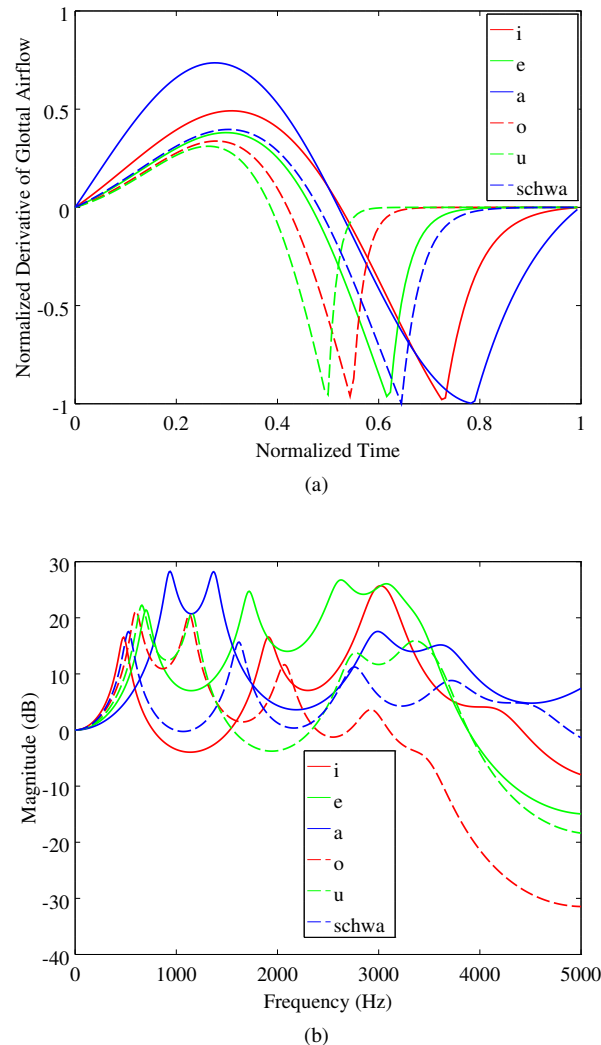 1
0.5
0
-0.5
-1
0
0.2
0.4
0.6
0.8
1
Normalized Derivative of Glottal Airflow
Normalized Time
i
e
a
o
u
schwa
(a)
30
20
10
0
-10
-20
-30
-40
0
1000
2000
3000
4000
5000
Magnitude (dB)
Frequency (Hz)
i
e
a
o
u
schwa
(b)